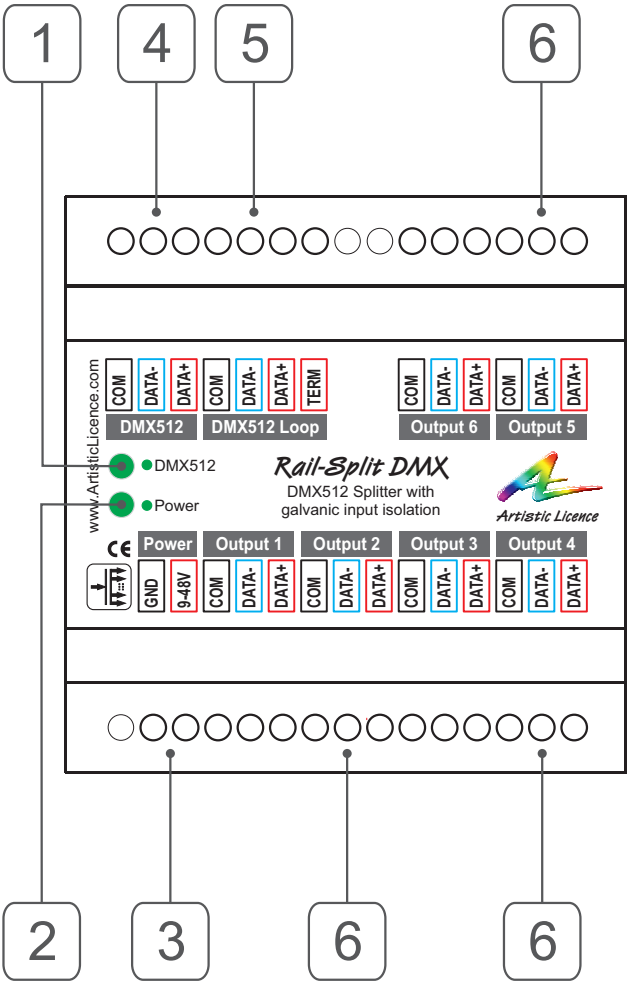 1 4 5 6
COM DATA- DATA+ COM DATA- DATA+ TERM COM DATA- DATA+ COM DATA- DATA+
DMX512 DMX512 Loop Output 6 Output 5
www.ArtisticLicence.com
DMX512
Power
Rail-Split DMX
DMX512 Splitter with
galvanic input isolation
Artistic Licence
CE Power Output 1 Output 2 Output 3 Output 4
GND 9-48V COM DATA- DATA+ COM DATA- DATA+ COM DATA- DATA+ COM DATA- DATA+
2 3 6 6